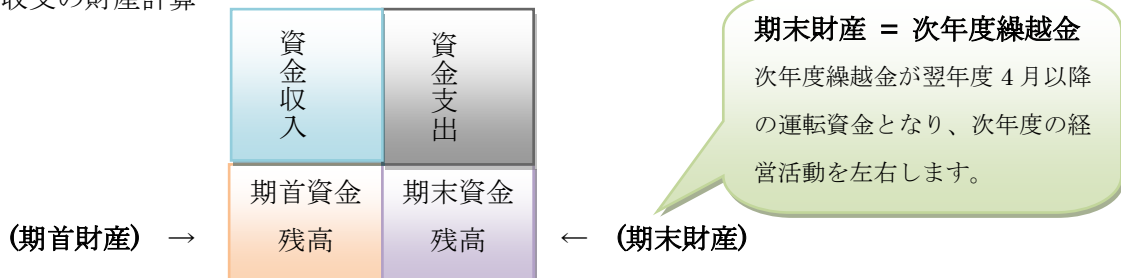 収支の財産計算
資金収入
資金支出
期末財産 = 次年度繰越金
次年度繰越金が翌年度 4 月以降
の運転資金となり、次年度の経
営活動を左右します。
期首資金
残高
期末資金
残高
(期首財産) →
← (期末財産)